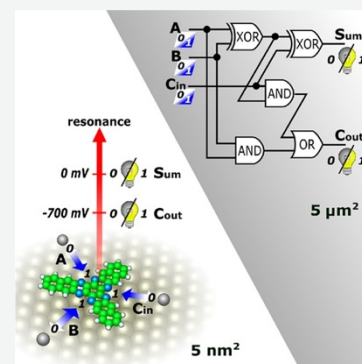 A
0 1
B
0 1
Cin
0 1
XOR
XOR
AND
AND
OR
Sum
0 1
Cout
0 1
5 µm²
resonance
0 mV 0 1 Sum
-700 mV 0 1 Cout
A
0
1
B
0
1
Cin
0
1
5 nm²